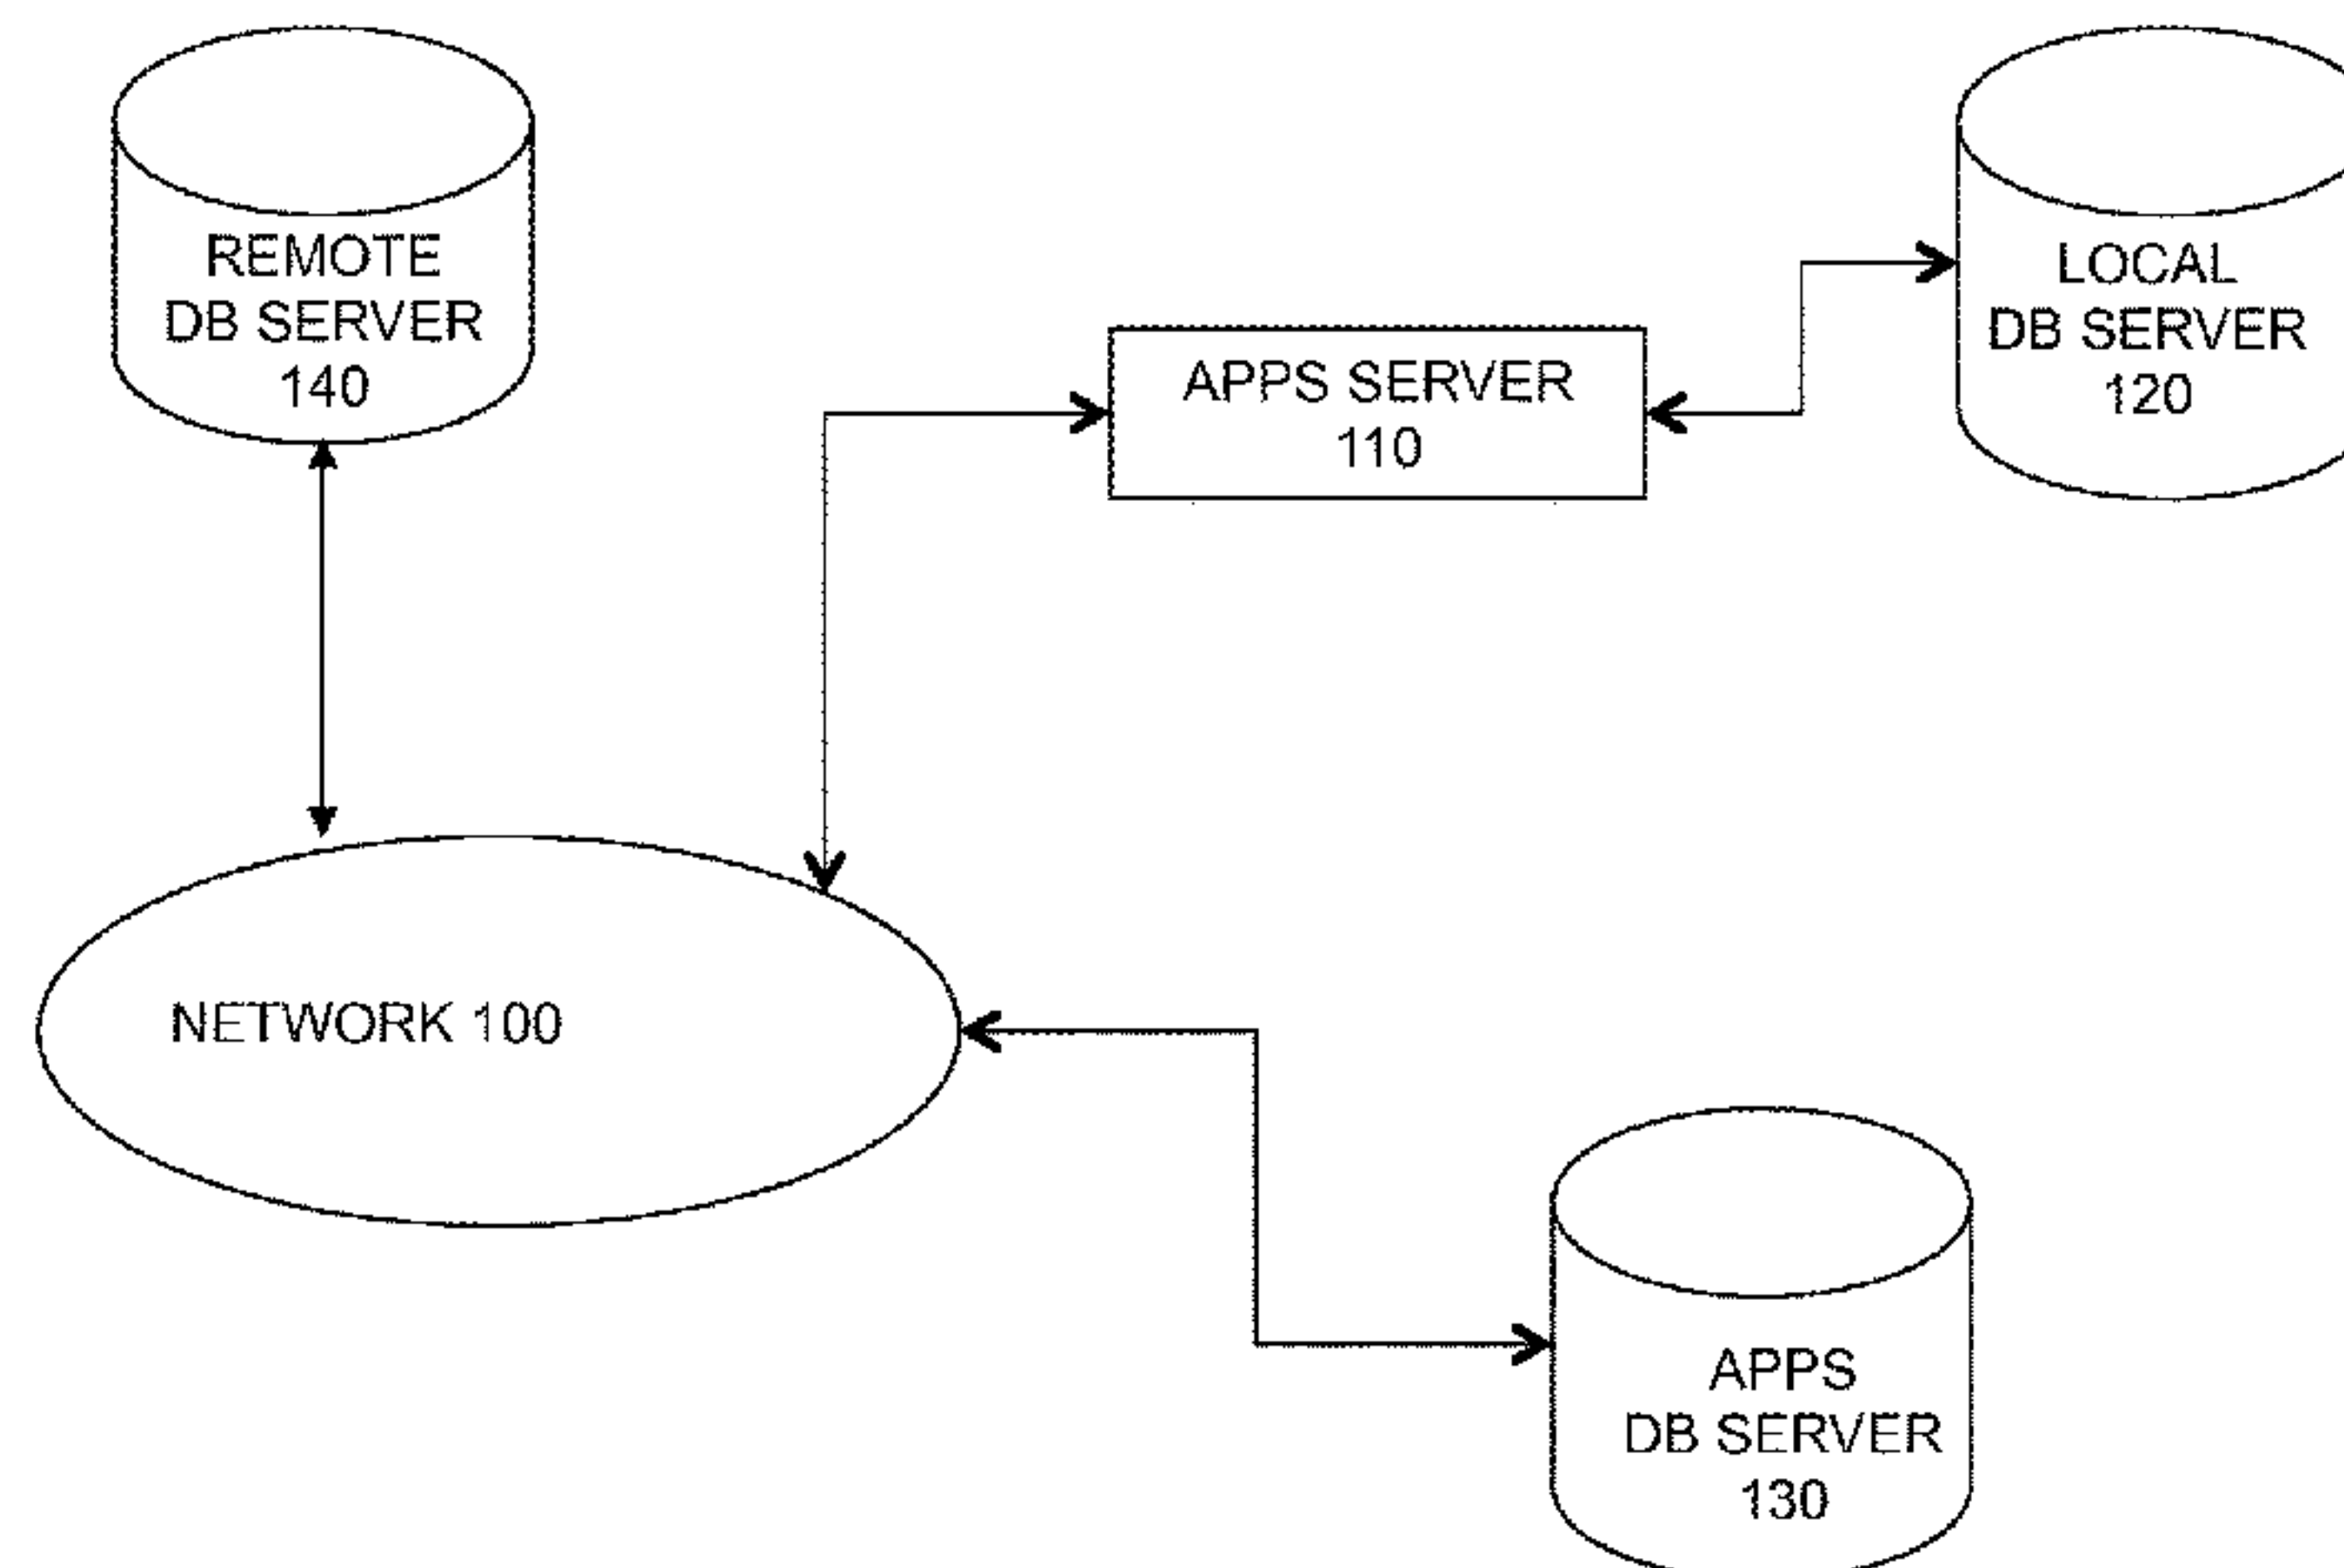 REMOTE
DB SERVER
140
APPS SERVER
110
LOCAL
DB SERVER
120
NETWORK 100
APPS
DB SERVER
130